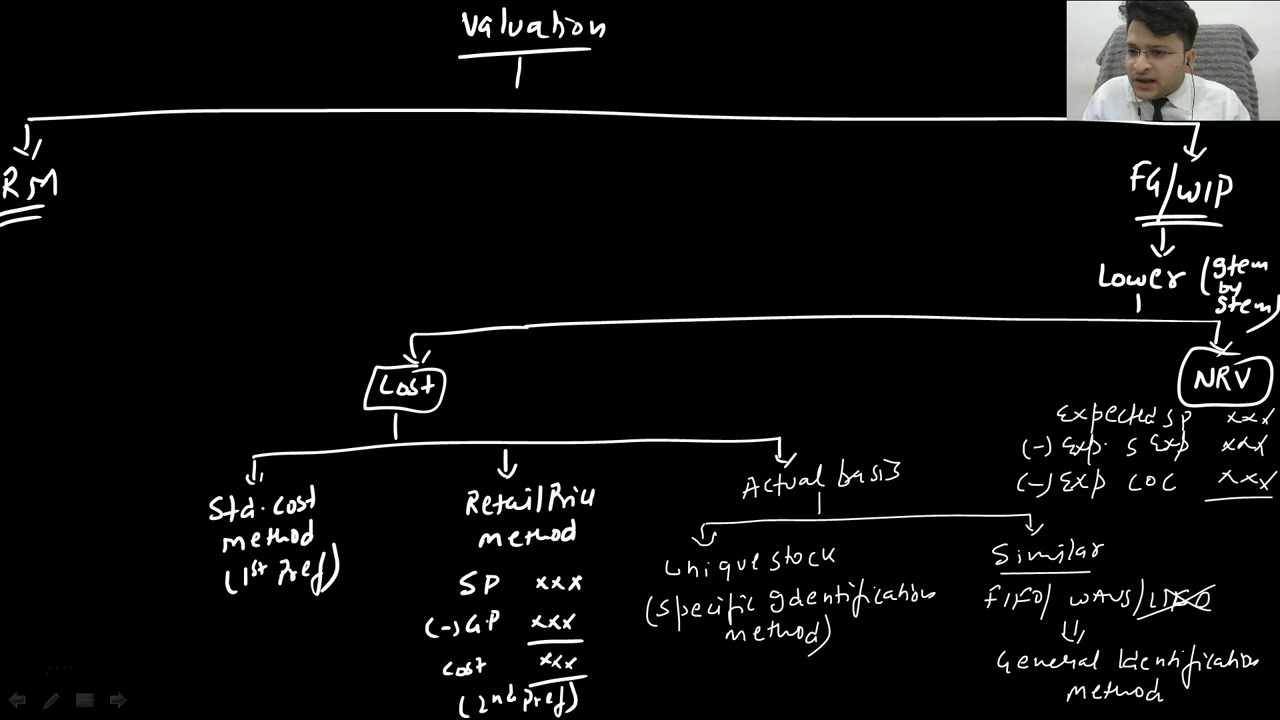 Valuation
RM
FG/WIP
Lower (Item
by
Item)
Cost
NRV
Expected SP xxx
(-) Exp. S Exp xxx
(-) Exp COC xxx
Std. cost
method
(1st Pref)
Retail Price
method
SP xxx
(-) GP xxx
cost xxx
(2nd Pref)
Actual basis
Unique stock
(Specific Identification
method)
Similar
FIFO/ WAVG/LIFO
General Identification
method